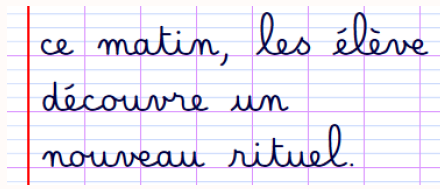 ce matin, les élève
découvre un
nouveau rituel.